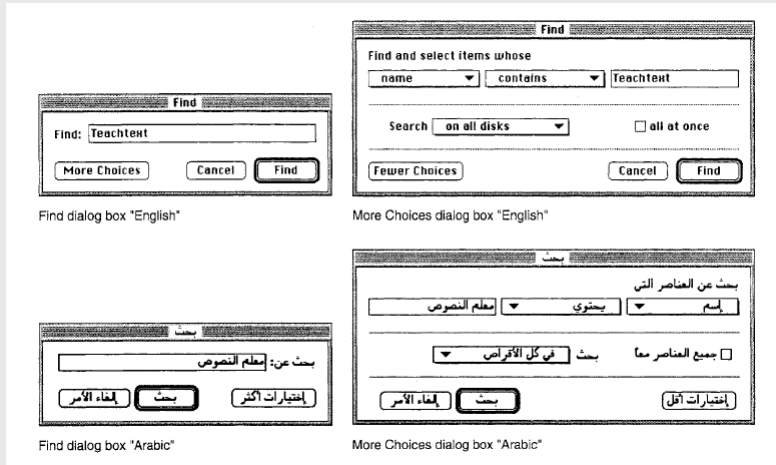 Find
Find: Teachtext
More Choices Cancel Find
Find dialog box "English"
Find
Find and select items whose
name contains Teachtext
Search on all disks all at once
Fewer Choices Cancel Find
More Choices dialog box "English"
بحث
بحث عن: معلم النصوص
إختيارات أكثر بحث إلغاء الأمر
Find dialog box "Arabic"
بحث
بحث عن العناصر التي
إسم يحتوي معلم النصوص
جميع العناصر معاً بحث في كل الأقراص
إختيارات أقل بحث إلغاء الأمر
More Choices dialog box "Arabic"